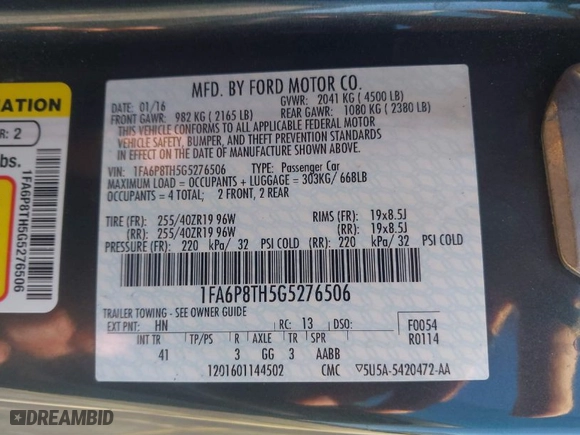 MFD. BY FORD MOTOR CO.
DATE: 01/16 GVWR: 2041 KG ( 4500 LB)
FRONT GAWR: 982 KG ( 2165 LB) REAR GAWR: 1080 KG ( 2380 LB)
THIS VEHICLE CONFORMS TO ALL APPLICABLE FEDERAL MOTOR
VEHICLE SAFETY, BUMPER, AND THEFT PREVENTION STANDARDS
IN EFFECT ON THE DATE OF MANUFACTURE SHOWN ABOVE.
VIN: 1FA6P8TH5G5276506 TYPE: Passenger Car
MAXIMUM LOAD = OCCUPANTS + LUGGAGE = 303KG/ 668LB
OCCUPANTS = 4 TOTAL; 2 FRONT, 2 REAR
TIRE (FR): 255/40ZR19 96W RIMS (FR): 19x8.5J
(RR): 255/40ZR19 96W (RR): 19x8.5J
PRESSURE (FR): 220 kPa/ 32 PSI COLD (RR): 220 kPa/ 32 PSI COLD
1FA6P8TH5G5276506
TRAILER TOWING - SEE OWNER GUIDE
EXT PNT: HN RC: 13 DSO: F0054
R0114
INT TR TP/PS R AXLE TR SPR
41 3 GG 3 AABB
1201601144502 CMC ▽5U5A-5420472-AA
ATION
R: 2
bs.
1FA6P8TH5G5276506
DREAMBID